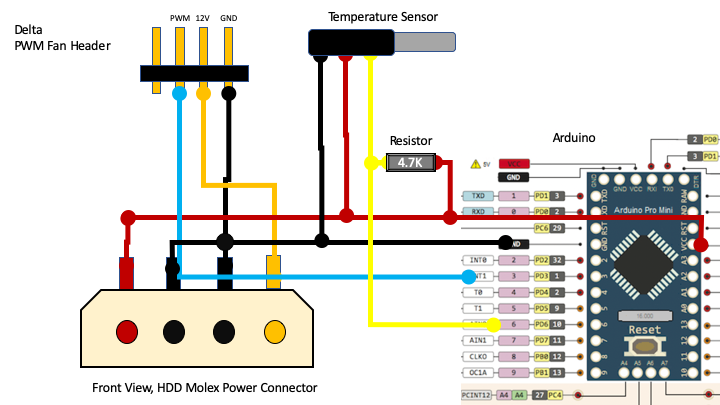 Delta
PWM Fan Header
PWM 12V GND
Temperature Sensor
Resistor
4.7K
Arduino
2 PD0
3 PD1
5V VCC
GND
GND GND VCC RXI TX0 DTR
TXD 1 PD1 3
TXD RAW
RXD 0 PD0 2
Arduino Pro Mini
PC6 29
RST RST
GND VCC
INT0 2 PD2 32
2 A3
NT1 3 PD3 1
3 A2
T0 4 PD4 2
4 A1
T1 5 PD5 9
5 A0
16.000
6 PD6 10
6 13
Reset
AIN1 7 PD7 11
7 12
CLKO 8 PB0 12
8 11
OC1A 9 PB1 13
9 10
A4 A5 A6 A7
PCINT12 A4 A4 27 PC4
Front View, HDD Molex Power Connector